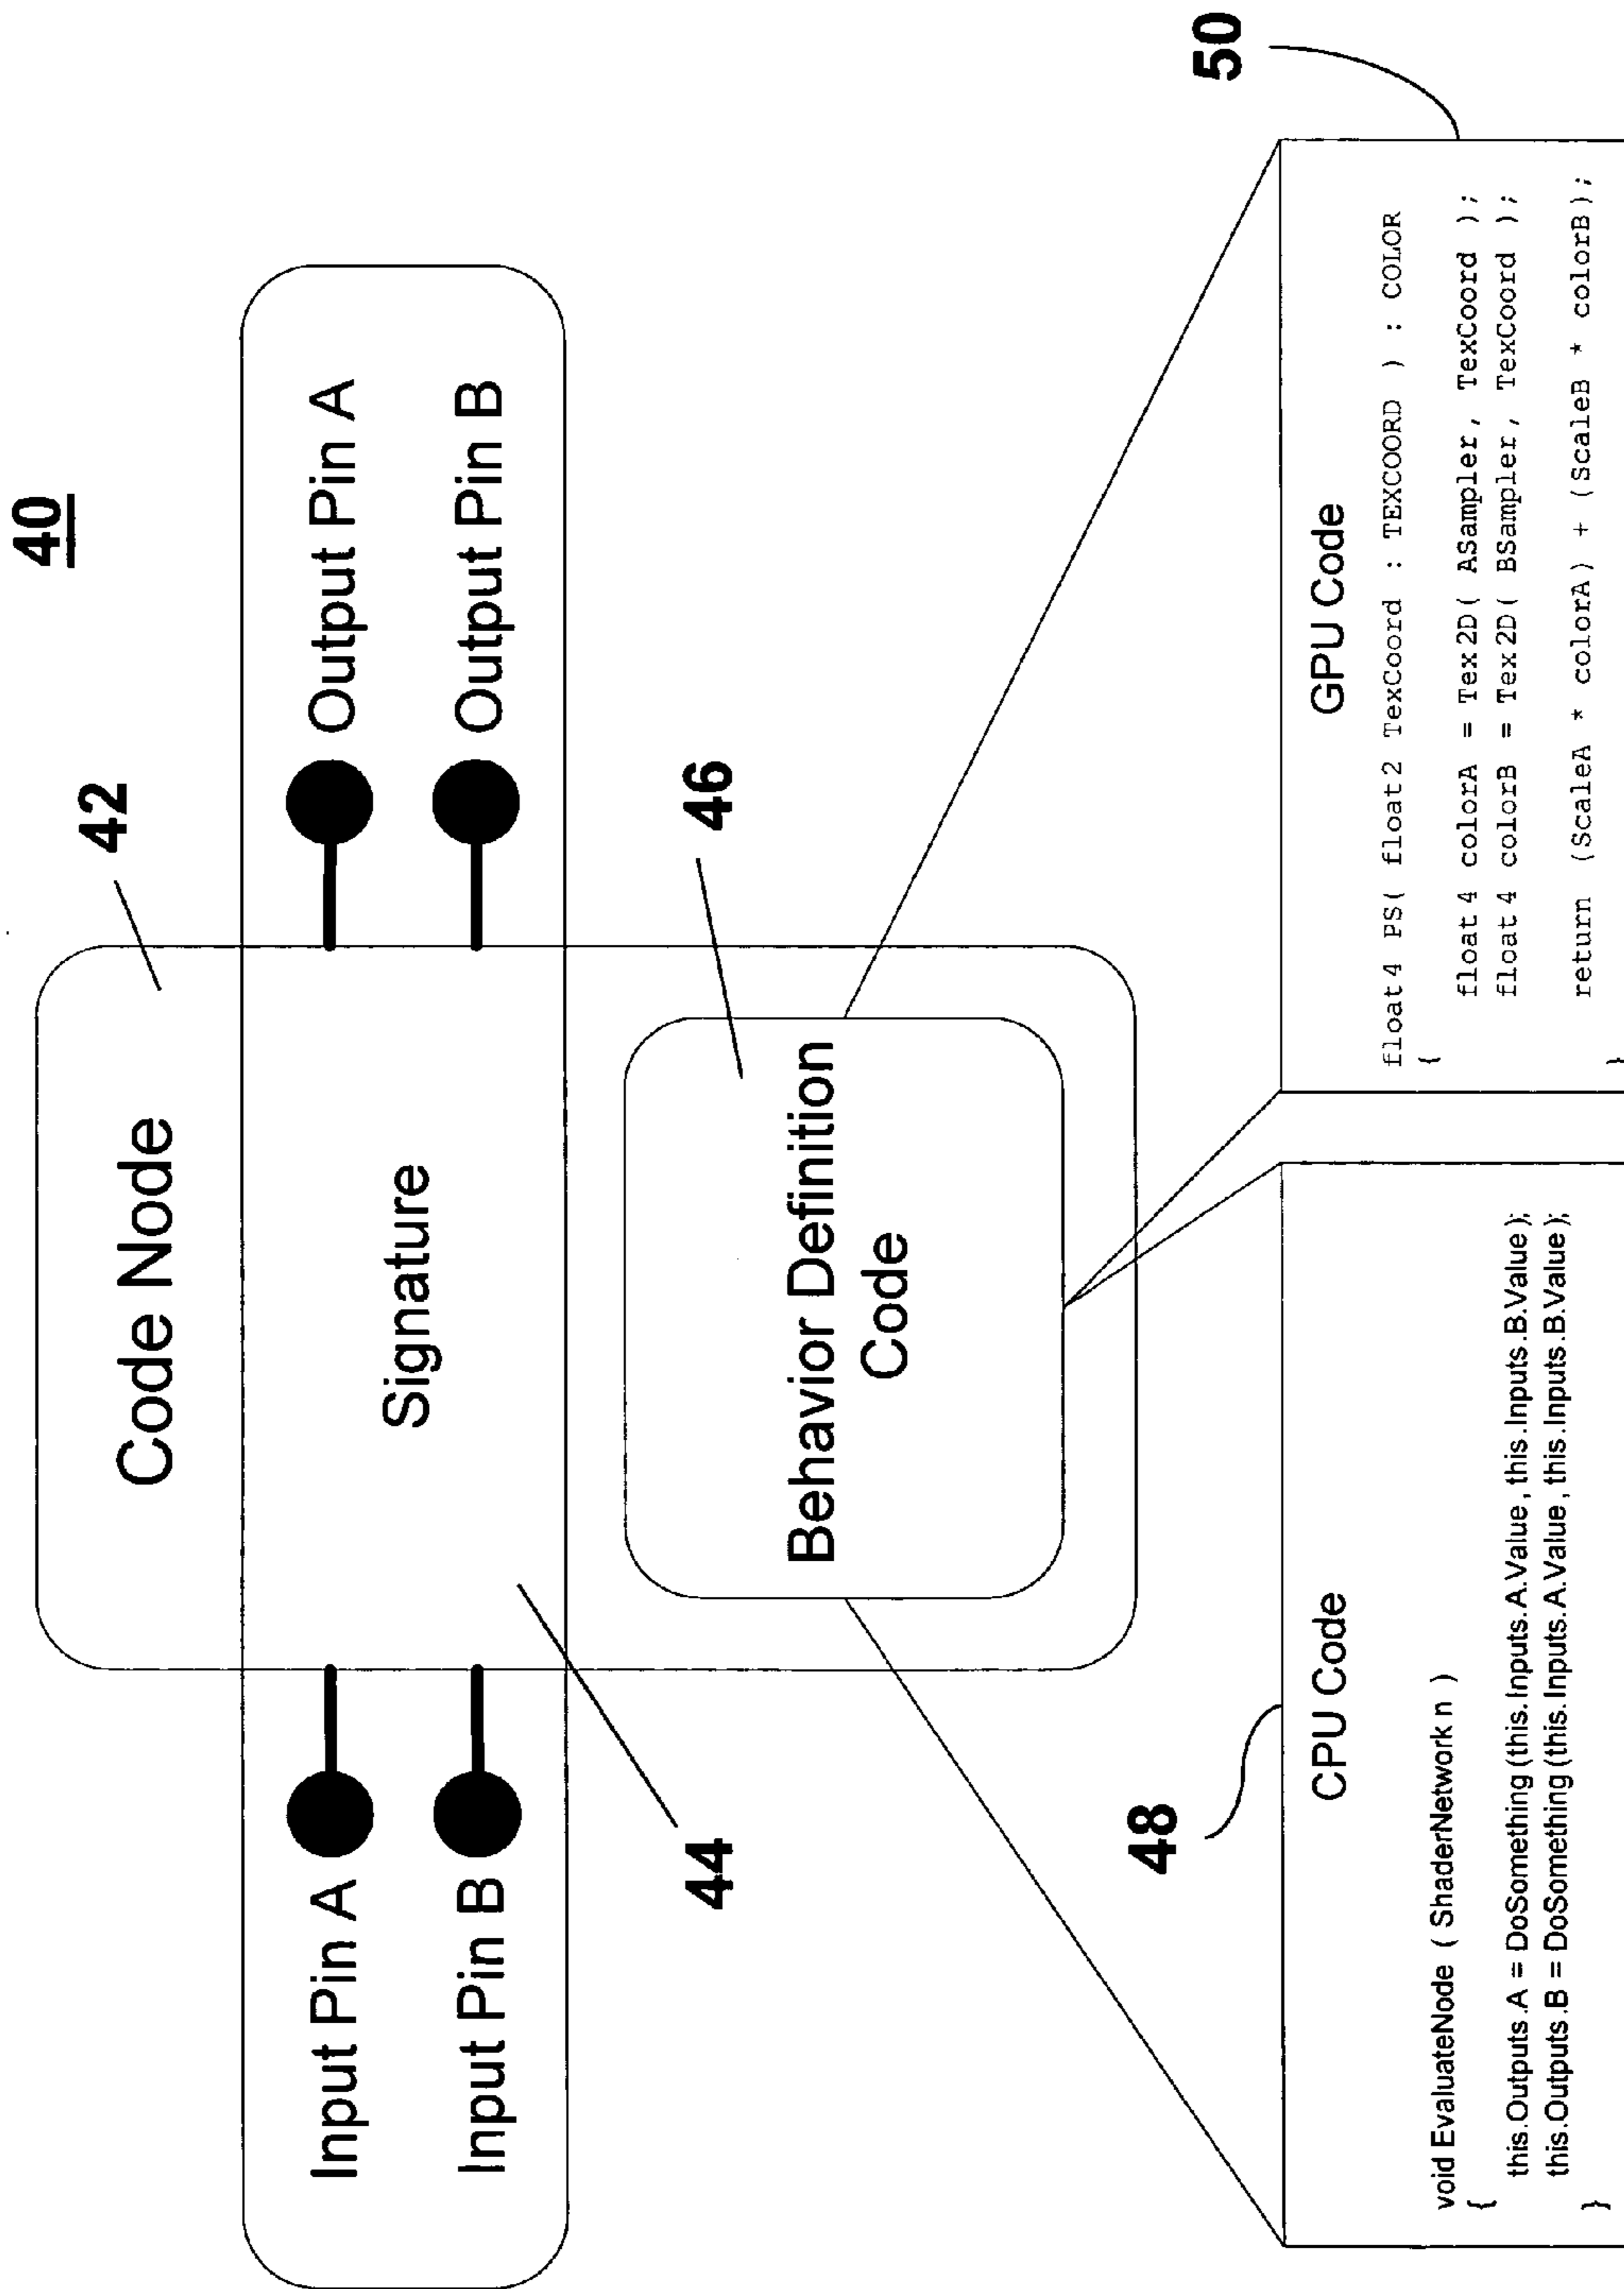 40
42
Code Node
Input Pin A
Signature
Output Pin A
Input Pin B
Output Pin B
44
46
Behavior Definition
Code
48
50
CPU Code
void EvaluateNode ( ShaderNetwork n )
{
this.Outputs.A = DoSomething (this.Inputs.A.Value, this.Inputs.B.Value);
this.Outputs.B = DoSomething (this.Inputs.A.Value, this.Inputs.B.Value);
}
GPU Code
float4 PS( float2 TexCoord : TEXCOORD ) : COLOR
{
float4 colorA = Tex2D( ASampler, TexCoord );
float4 colorB = Tex2D( BSampler, TexCoord );
return (ScaleA * colorA) + (ScaleB * colorB);
}